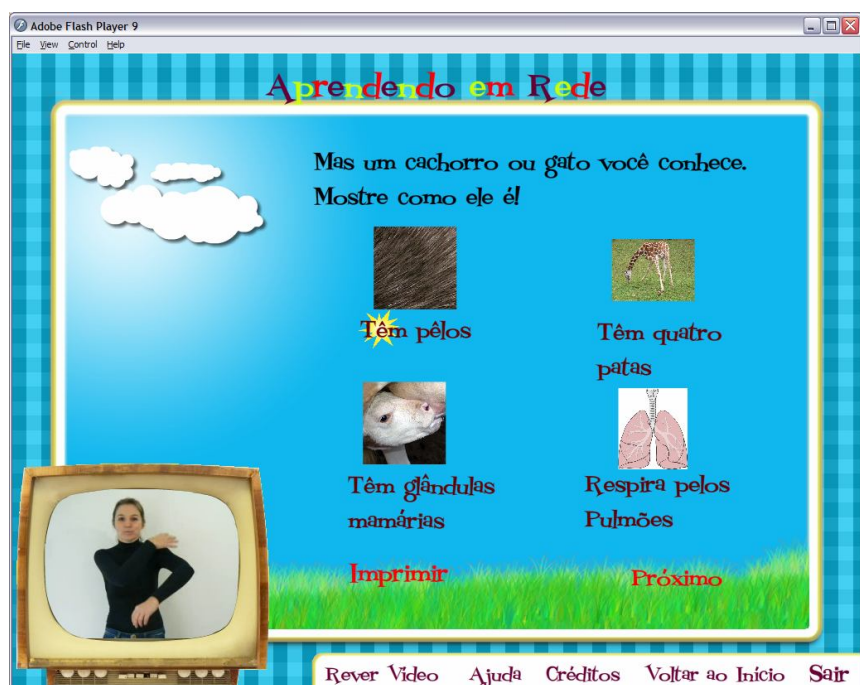 Adobe Flash Player 9
File View Control Help
Aprendendo em Rede
Mas um cachorro ou gato você conhece.
Mostre como ele é!
Têm pêlos
Têm quatro
patas
Têm glândulas
mamárias
Respira pelos
Pulmões
Imprimir
Próximo
Rever Video Ajuda Créditos Voltar ao Início Sair